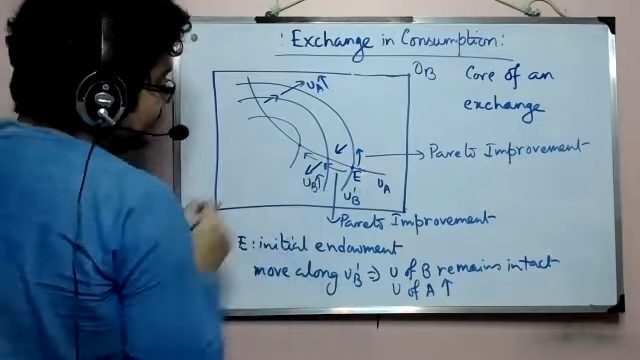 : Exchange in Consumption :
O_B
Core of an
exchange
U_A↑
→ Pareto Improvement
E
U_A
U_B↑
U_B'
Pareto Improvement
E: initial endowment
move along U_B' ⇒ U of B remains intact
U of A ↑